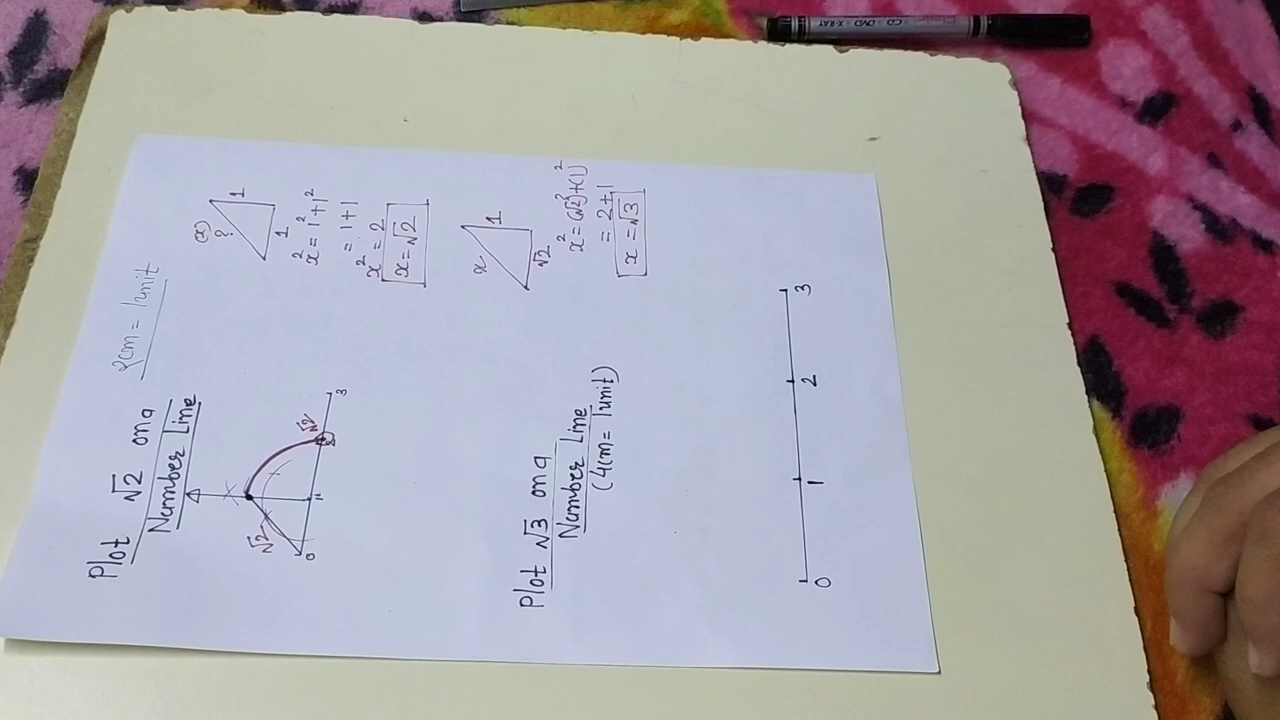 Plot √2 on a
Number Line
2cm = 1unit
√2
√2
0
1
2
3
(x)
?
1
1
x² = 1² + 1²
= 1 + 1
x² = 2
x = √2
Plot √3 on a
Number Line
(4cm = 1unit)
x
1
√2
x² = (√2)² + (1)²
= 2 + 1
x = √3
0
1
2
3
CD · DVD · X-RAY